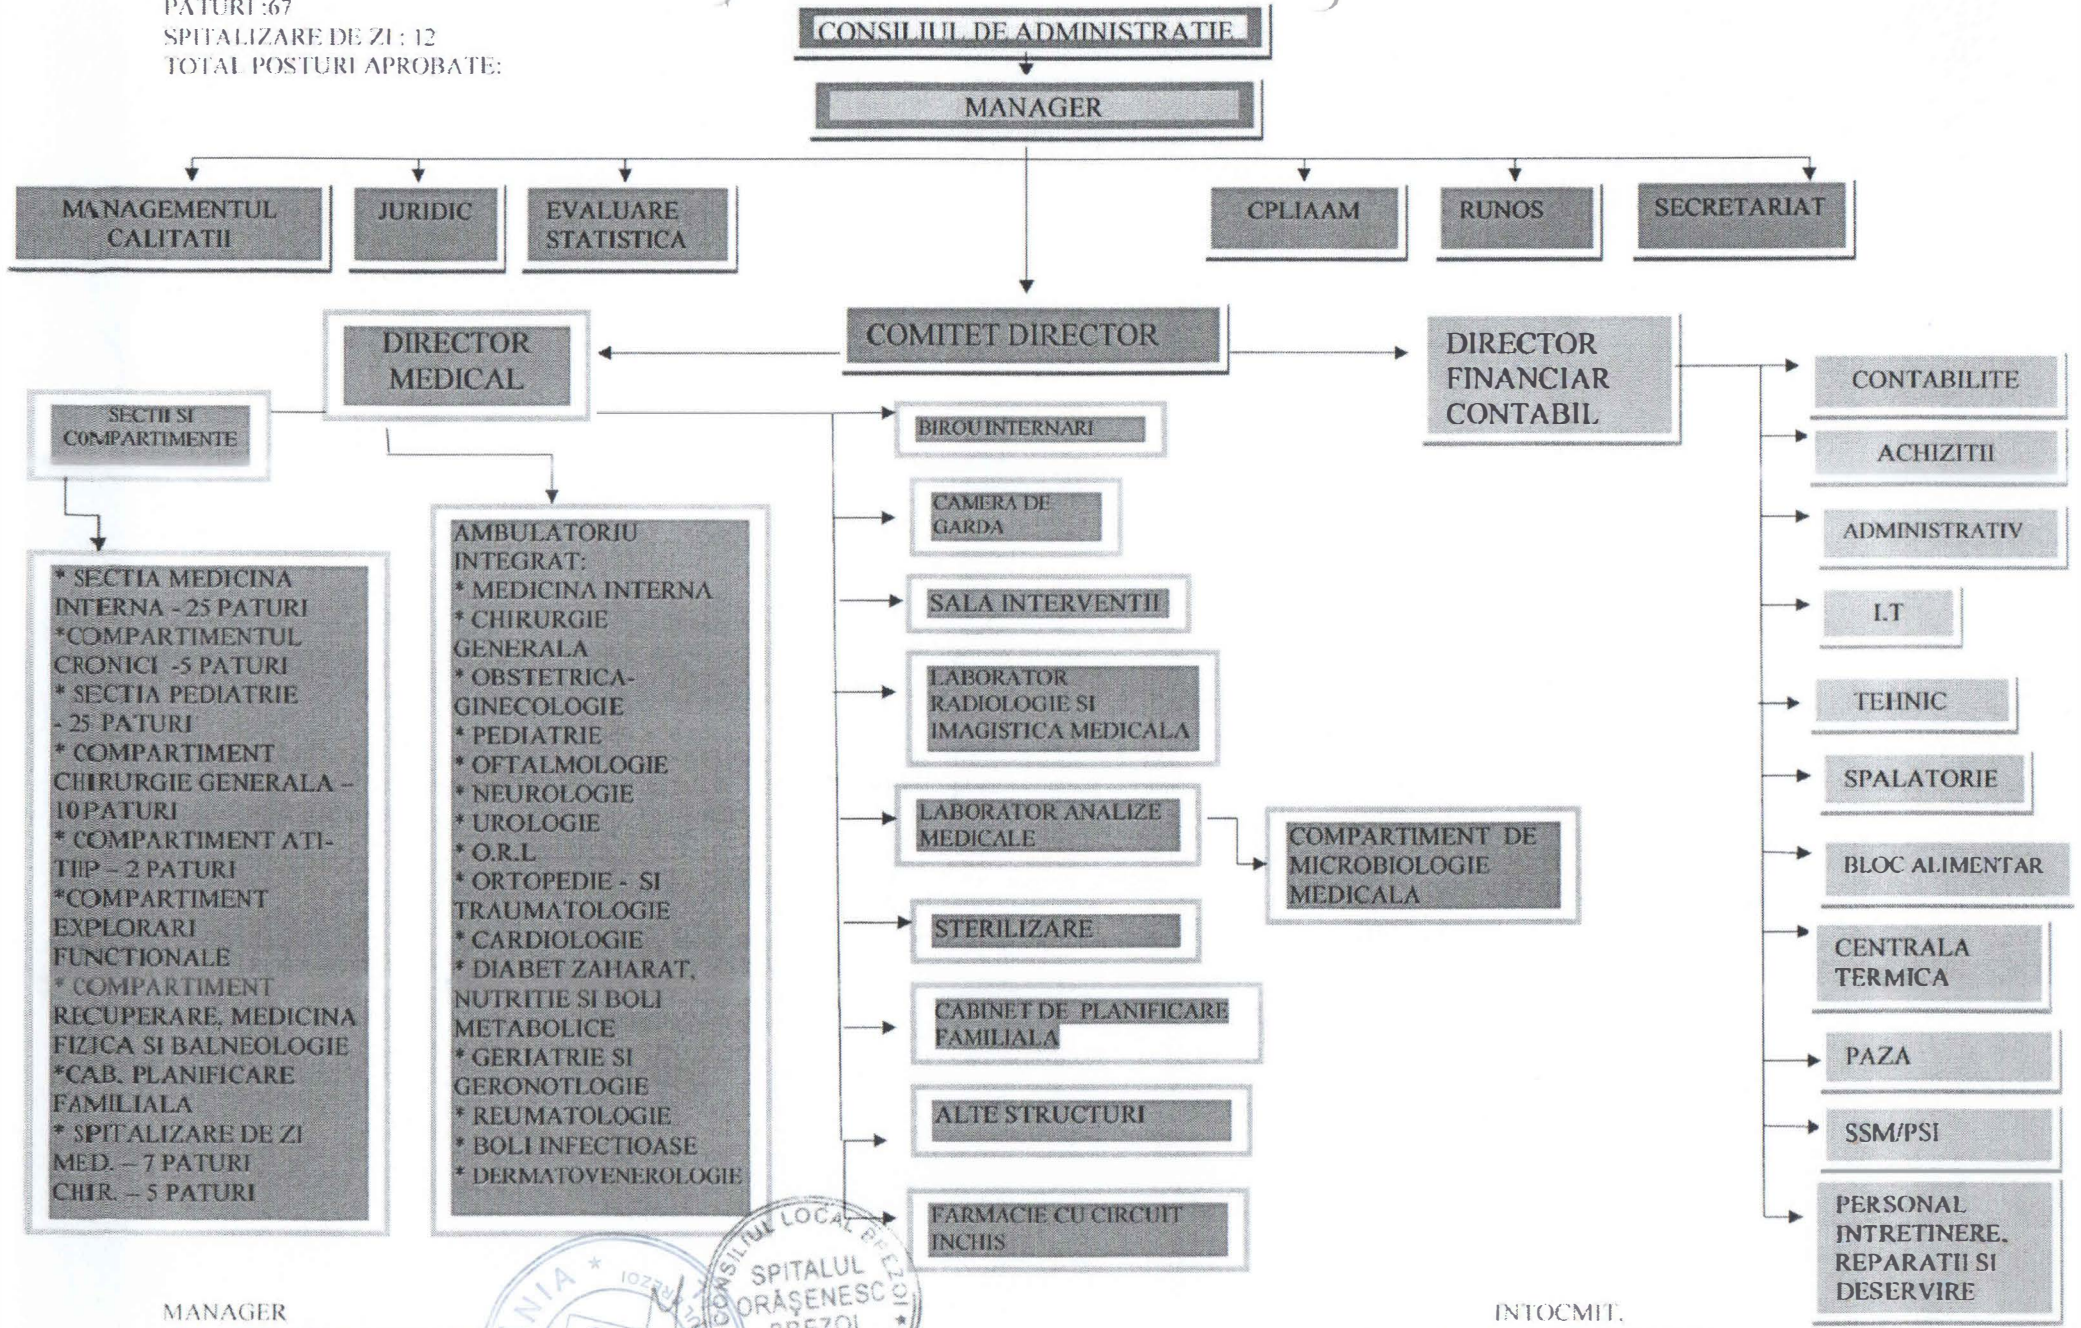 PATURI :67
SPITALIZARE DE ZI : 12
TOTAL POSTURI APROBATE:
CONSILIUL DE ADMINISTRATIE
MANAGER
MANAGEMENTUL
CALITATII
JURIDIC
EVALUARE
STATISTICA
CPLIAAM
RUNOS
SECRETARIAT
DIRECTOR
MEDICAL
COMITET DIRECTOR
DIRECTOR
FINANCIAR
CONTABIL
SECTII SI
COMPARTIMENTE
* SECTIA MEDICINA
INTERNA - 25 PATURI
*COMPARTIMENTUL
CRONICI -5 PATURI
* SECTIA PEDIATRIE
- 25 PATURI
* COMPARTIMENT
CHIRURGIE GENERALA –
10 PATURI
* COMPARTIMENT ATI-
TIIP – 2 PATURI
*COMPARTIMENT
EXPLORARI
FUNCTIONALE
* COMPARTIMENT
RECUPERARE, MEDICINA
FIZICA SI BALNEOLOGIE
*CAB. PLANIFICARE
FAMILIALA
* SPITALIZARE DE ZI
MED. – 7 PATURI
CHIR. – 5 PATURI
AMBULATORIU
INTEGRAT:
* MEDICINA INTERNA
* CHIRURGIE
GENERALA
* OBSTETRICA-
GINECOLOGIE
* PEDIATRIE
* OFTALMOLOGIE
* NEUROLOGIE
* UROLOGIE
* O.R.L
* ORTOPEDIE - SI
TRAUMATOLOGIE
* CARDIOLOGIE
* DIABET ZAHARAT,
NUTRITIE SI BOLI
METABOLICE
* GERIATRIE SI
GERONOTLOGIE
* REUMATOLOGIE
* BOLI INFECTIOASE
* DERMATOVENEROLOGIE
BIROU INTERNARI
CAMERA DE
GARDA
SALA INTERVENTII
LABORATOR
RADIOLOGIE SI
IMAGISTICA MEDICALA
LABORATOR ANALIZE
MEDICALE
COMPARTIMENT DE
MICROBIOLOGIE
MEDICALA
STERILIZARE
CABINET DE PLANIFICARE
FAMILIALA
ALTE STRUCTURI
FARMACIE CU CIRCUIT
INCHIS
CONTABILITE
ACHIZITII
ADMINISTRATIV
I.T
TEHNIC
SPALATORIE
BLOC ALIMENTAR
CENTRALA
TERMICA
PAZA
SSM/PSI
PERSONAL
INTRETINERE,
REPARATII SI
DESERVIRE
MANAGER
CONSILIUL LOCAL BREZOI *
SPITALUL
ORĂȘENESC
BREZOI
INTOCMIT,